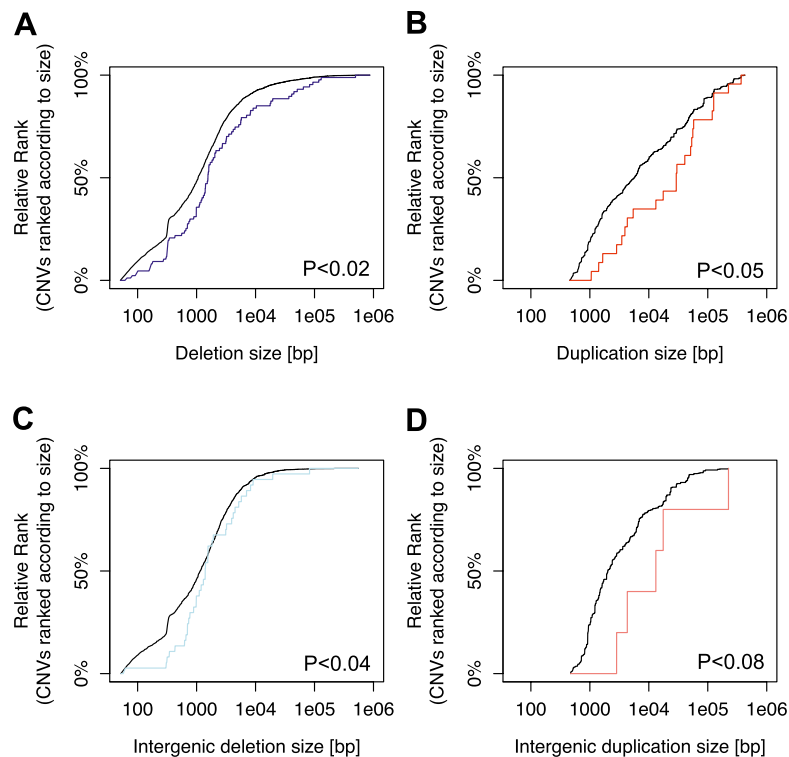 A
Relative Rank
(CNVs ranked according to size)
0% 50% 100%
P<0.02
100 1000 1e04 1e05 1e06
Deletion size [bp]
B
Relative Rank
(CNVs ranked according to size)
0% 50% 100%
P<0.05
100 1000 1e04 1e05 1e06
Duplication size [bp]
C
Relative Rank
(CNVs ranked according to size)
0% 50% 100%
P<0.04
100 1000 1e04 1e05 1e06
Intergenic deletion size [bp]
D
Relative Rank
(CNVs ranked according to size)
0% 50% 100%
P<0.08
100 1000 1e04 1e05 1e06
Intergenic duplication size [bp]